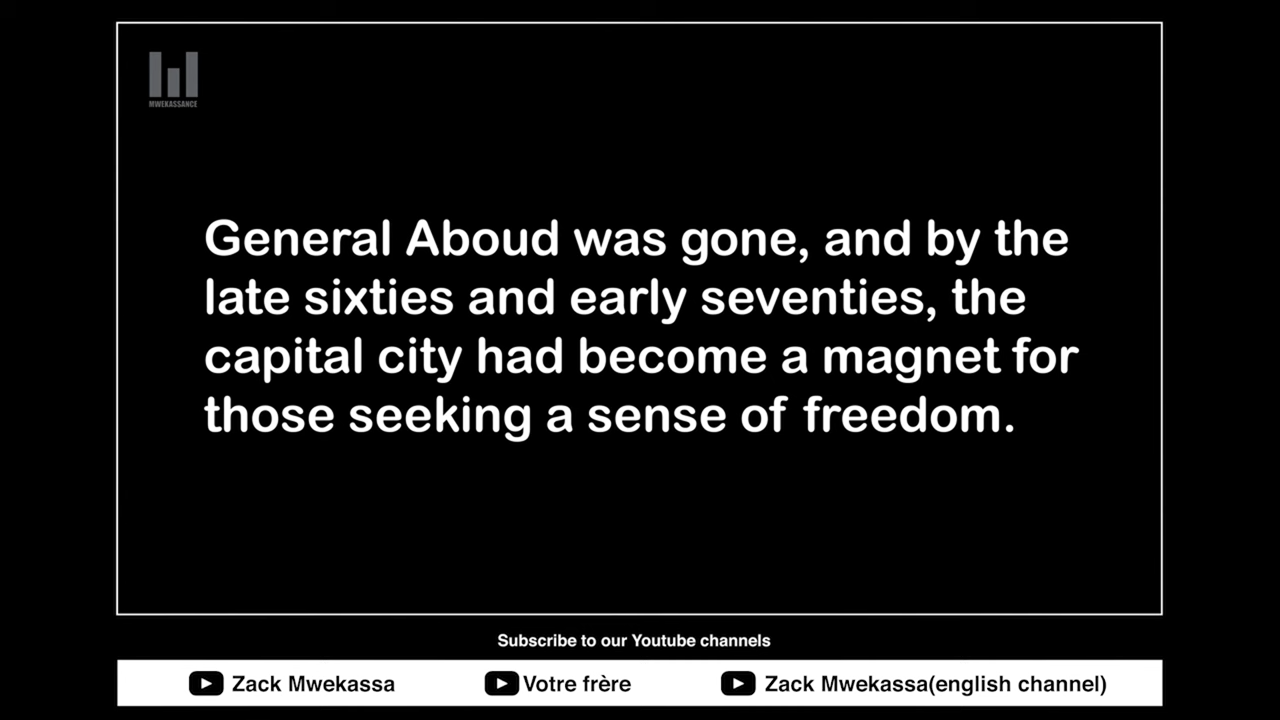 MWEKASSANCE
General Aboud was gone, and by the
late sixties and early seventies, the
capital city had become a magnet for
those seeking a sense of freedom.
Subscribe to our Youtube channels
Zack Mwekassa
Votre frère
Zack Mwekassa(english channel)